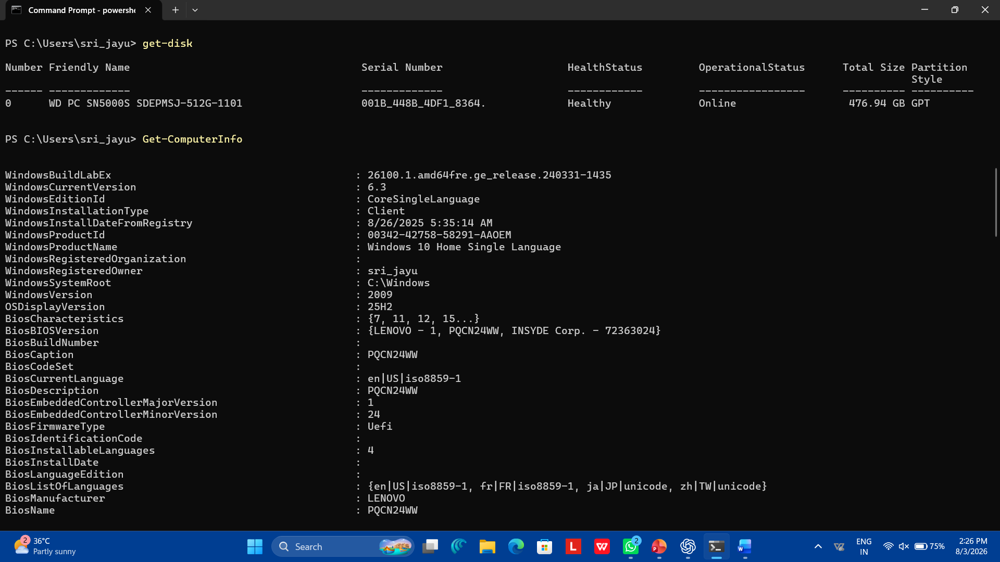 Command Prompt - powershe
PS C:\Users\sri_jayu> get-disk
Number Friendly Name Serial Number HealthStatus OperationalStatus Total Size Partition
Style
------ ------------- ------------- ------------ ----------------- ---------- ----------
0 WD PC SN5000S SDEPMSJ-512G-1101 001B_448B_4DF1_8364. Healthy Online 476.94 GB GPT
PS C:\Users\sri_jayu> Get-ComputerInfo
WindowsBuildLabEx : 26100.1.amd64fre.ge_release.240331-1435
WindowsCurrentVersion : 6.3
WindowsEditionId : CoreSingleLanguage
WindowsInstallationType : Client
WindowsInstallDateFromRegistry : 8/26/2025 5:35:14 AM
WindowsProductId : 00342-42758-58291-AAOEM
WindowsProductName : Windows 10 Home Single Language
WindowsRegisteredOrganization :
WindowsRegisteredOwner : sri_jayu
WindowsSystemRoot : C:\Windows
WindowsVersion : 2009
OSDisplayVersion : 25H2
BiosCharacteristics : {7, 11, 12, 15...}
BiosBIOSVersion : {LENOVO - 1, PQCN24WW, INSYDE Corp. - 72363024}
BiosBuildNumber :
BiosCaption : PQCN24WW
BiosCodeSet :
BiosCurrentLanguage : en|US|iso8859-1
BiosDescription : PQCN24WW
BiosEmbeddedControllerMajorVersion : 1
BiosEmbeddedControllerMinorVersion : 24
BiosFirmwareType : Uefi
BiosIdentificationCode :
BiosInstallableLanguages : 4
BiosInstallDate :
BiosLanguageEdition :
BiosListOfLanguages : {en|US|iso8859-1, fr|FR|iso8859-1, ja|JP|unicode, zh|TW|unicode}
BiosManufacturer : LENOVO
BiosName : PQCN24WW
2 36°C
Partly sunny
Search
L
W
2
P
W
ENG
IN
75%
2:26 PM
8/3/2026